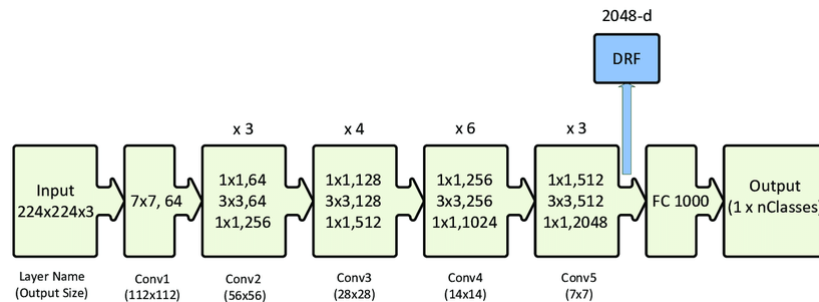 2048-d
DRF
x 3
x 4
x 6
x 3
Input
224x224x3
7x7, 64
1x1,64
3x3,64
1x1,256
1x1,128
3x3,128
1x1,512
1x1,256
3x3,256
1x1,1024
1x1,512
3x3,512
1x1,2048
FC 1000
Output
(1 x nClasses)
Layer Name
(Output Size)
Conv1
(112x112)
Conv2
(56x56)
Conv3
(28x28)
Conv4
(14x14)
Conv5
(7x7)